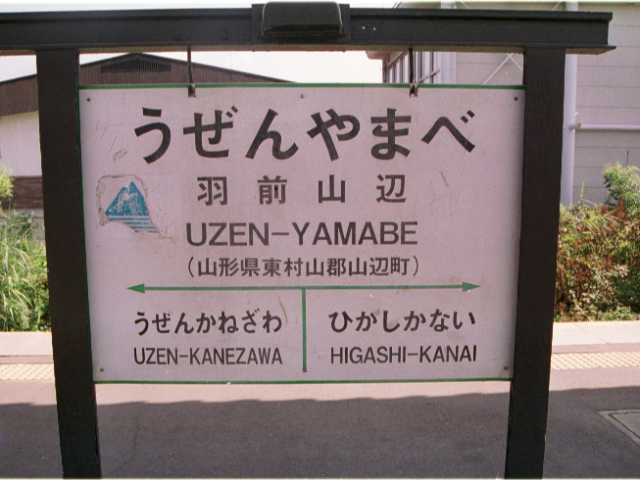 うぜんやまべ
羽前山辺
UZEN-YAMABE
(山形県東村山郡山辺町)
うぜんかねざわ ひがしかない
UZEN-KANEZAWA HIGASHI-KANAI